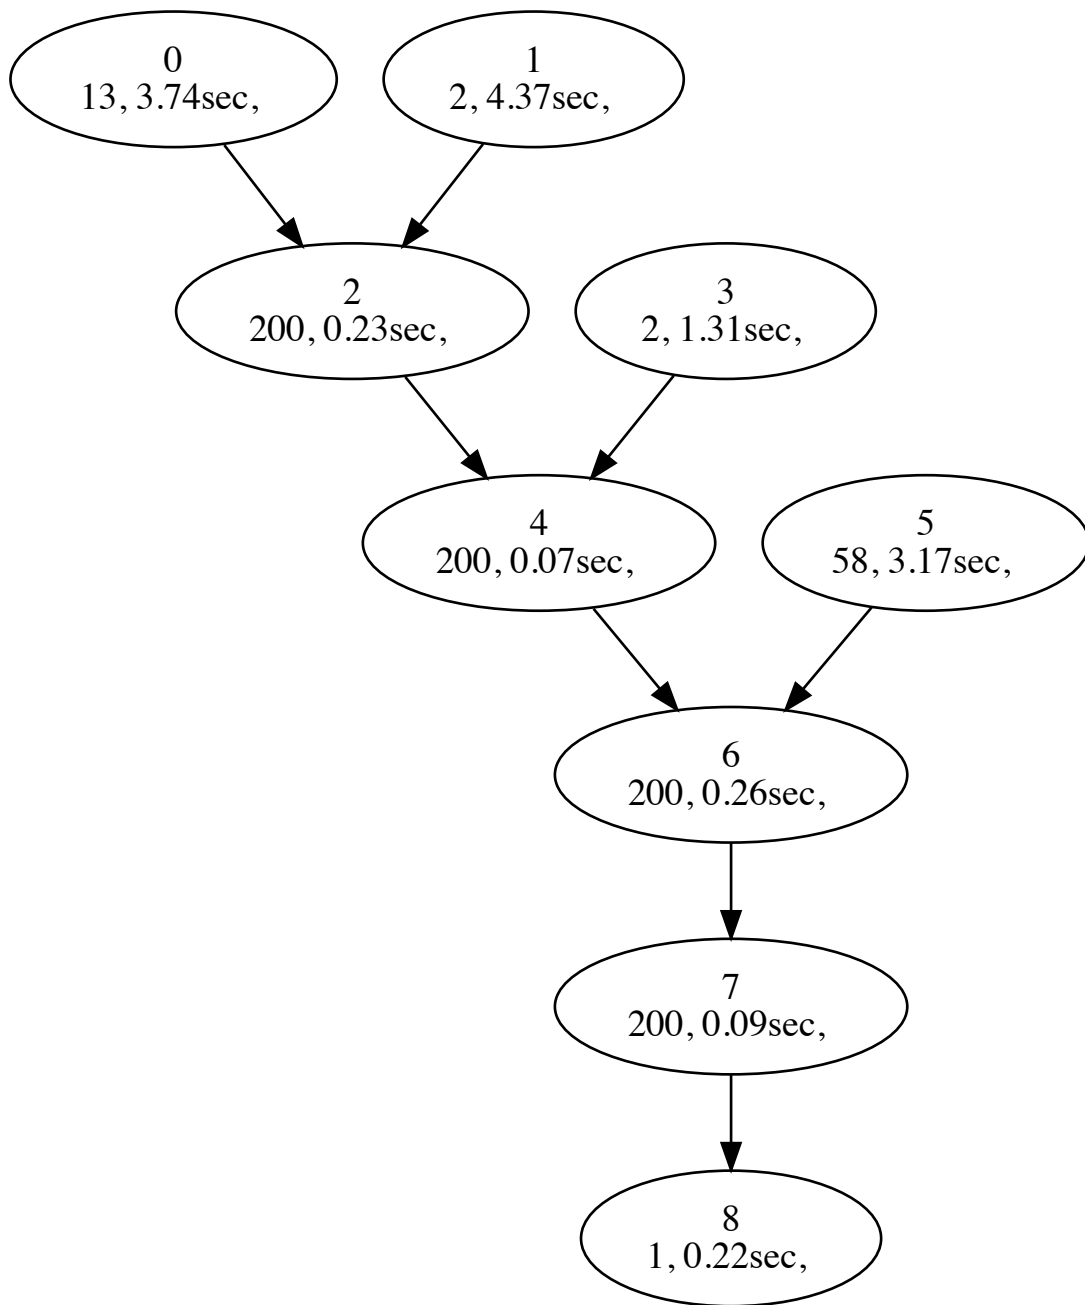 0
13, 3.74sec,
1
2, 4.37sec,
2
200, 0.23sec,
3
2, 1.31sec,
4
200, 0.07sec,
5
58, 3.17sec,
6
200, 0.26sec,
7
200, 0.09sec,
8
1, 0.22sec,